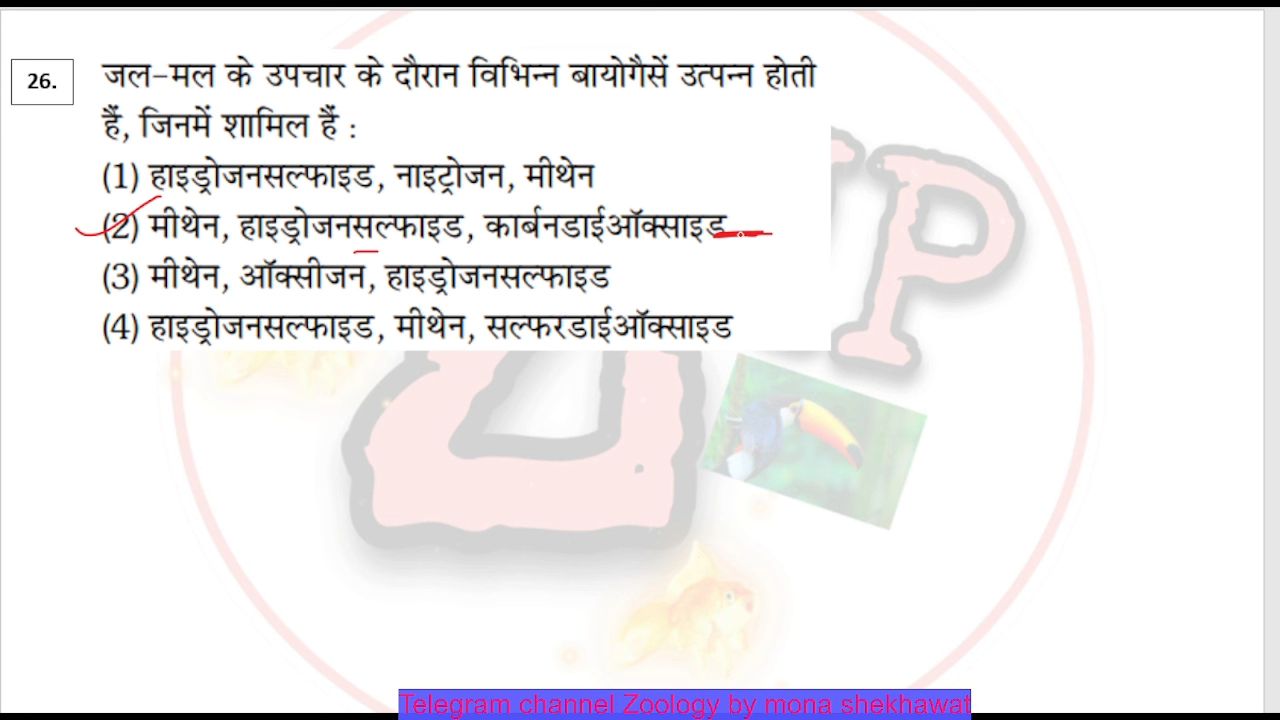 26.
जल-मल के उपचार के दौरान विभिन्न बायोगैसें उत्पन्न होती
हैं, जिनमें शामिल हैं :
(1) हाइड्रोजनसल्फाइड, नाइट्रोजन, मीथेन
(2) मीथेन, हाइड्रोजनसल्फाइड, कार्बनडाईऑक्साइड
(3) मीथेन, ऑक्सीजन, हाइड्रोजनसल्फाइड
(4) हाइड्रोजनसल्फाइड, मीथेन, सल्फरडाईऑक्साइड
Telegram channel Zoology by mona shekhawat